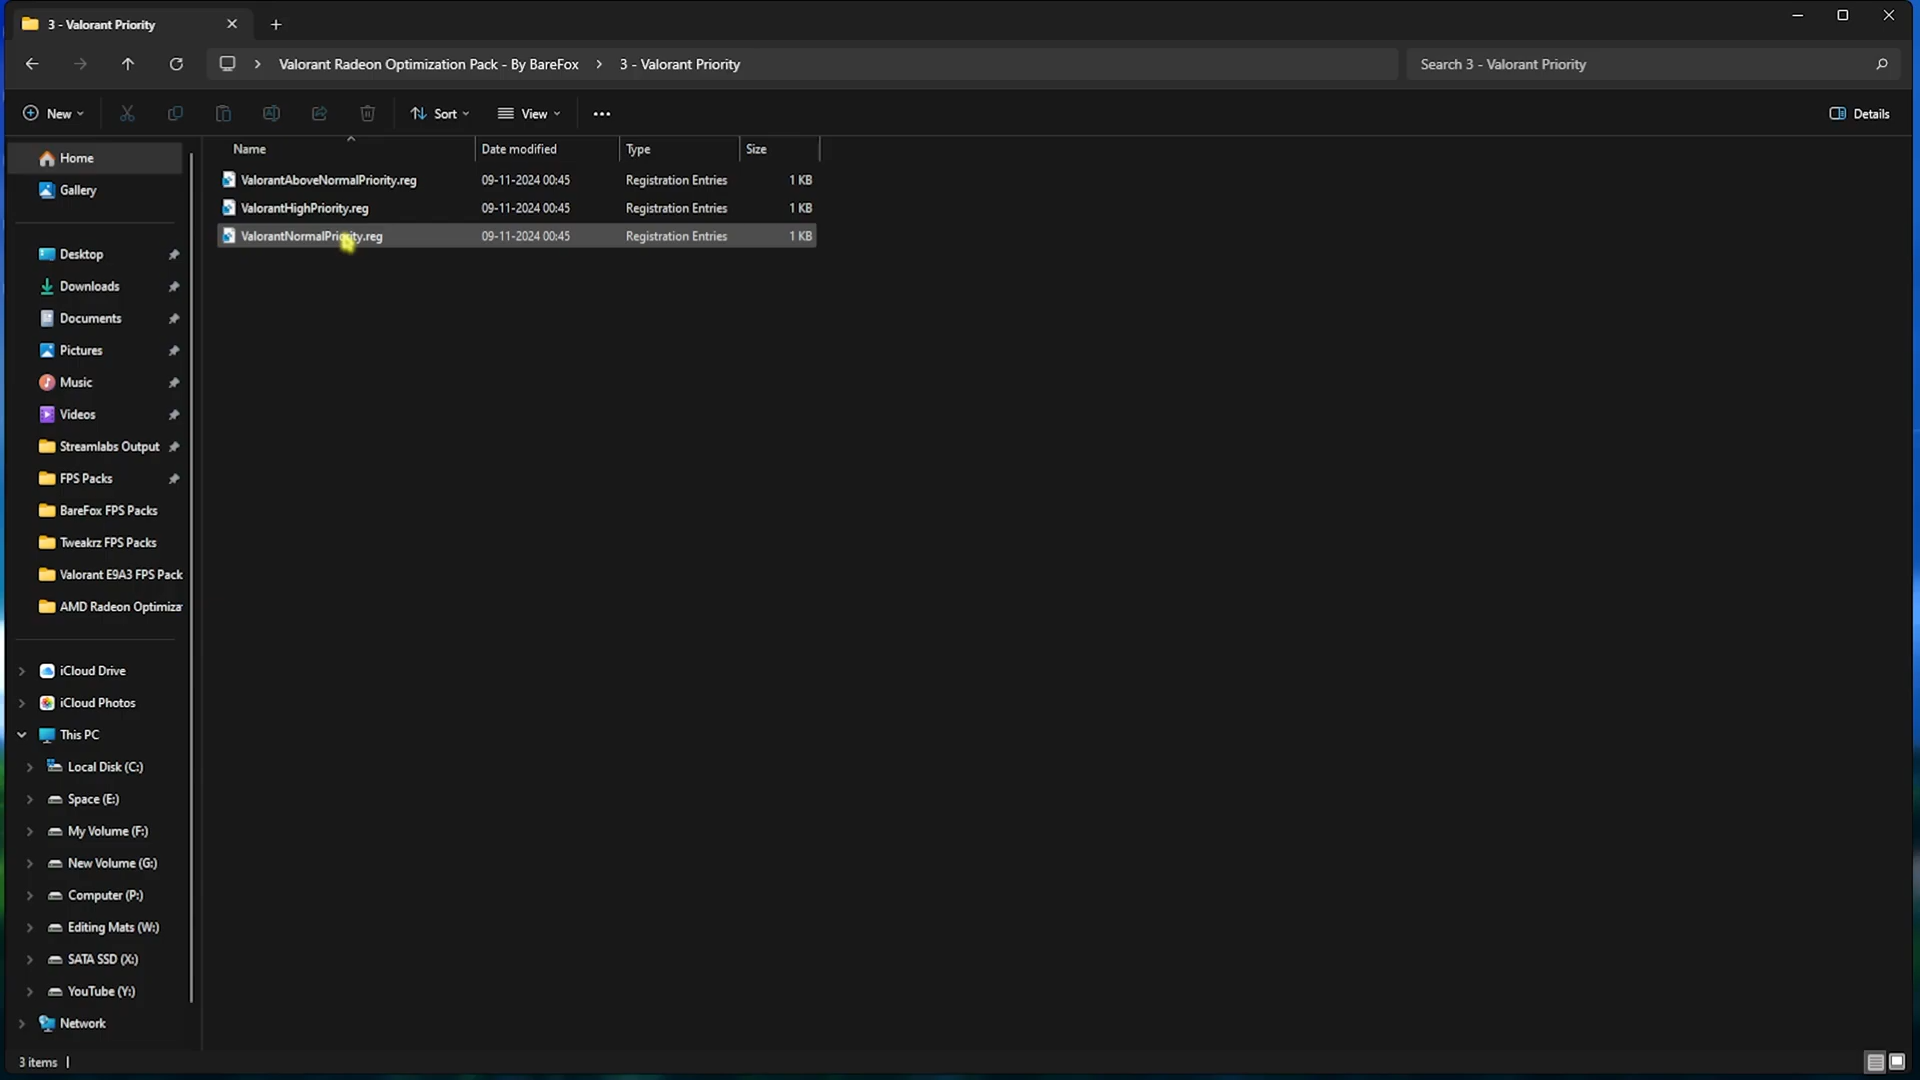 3 - Valorant Priority
Valorant Radeon Optimization Pack - By BareFox > 3 - Valorant Priority
Search 3 - Valorant Priority
New
Sort
View
Details
Name Date modified Type Size
ValorantAboveNormalPriority.reg 09-11-2024 00:45 Registration Entries 1 KB
ValorantHighPriority.reg 09-11-2024 00:45 Registration Entries 1 KB
ValorantNormalPriority.reg 09-11-2024 00:45 Registration Entries 1 KB
Home
Gallery
Desktop
Downloads
Documents
Pictures
Music
Videos
Streamlabs Output
FPS Packs
BareFox FPS Packs
Tweakrz FPS Packs
Valorant E9A3 FPS Pack
AMD Radeon Optimiza
iCloud Drive
iCloud Photos
This PC
Local Disk (C:)
Space (E:)
My Volume (F:)
New Volume (G:)
Computer (P:)
Editing Mats (W:)
SATA SSD (X:)
YouTube (Y:)
Network
3 items